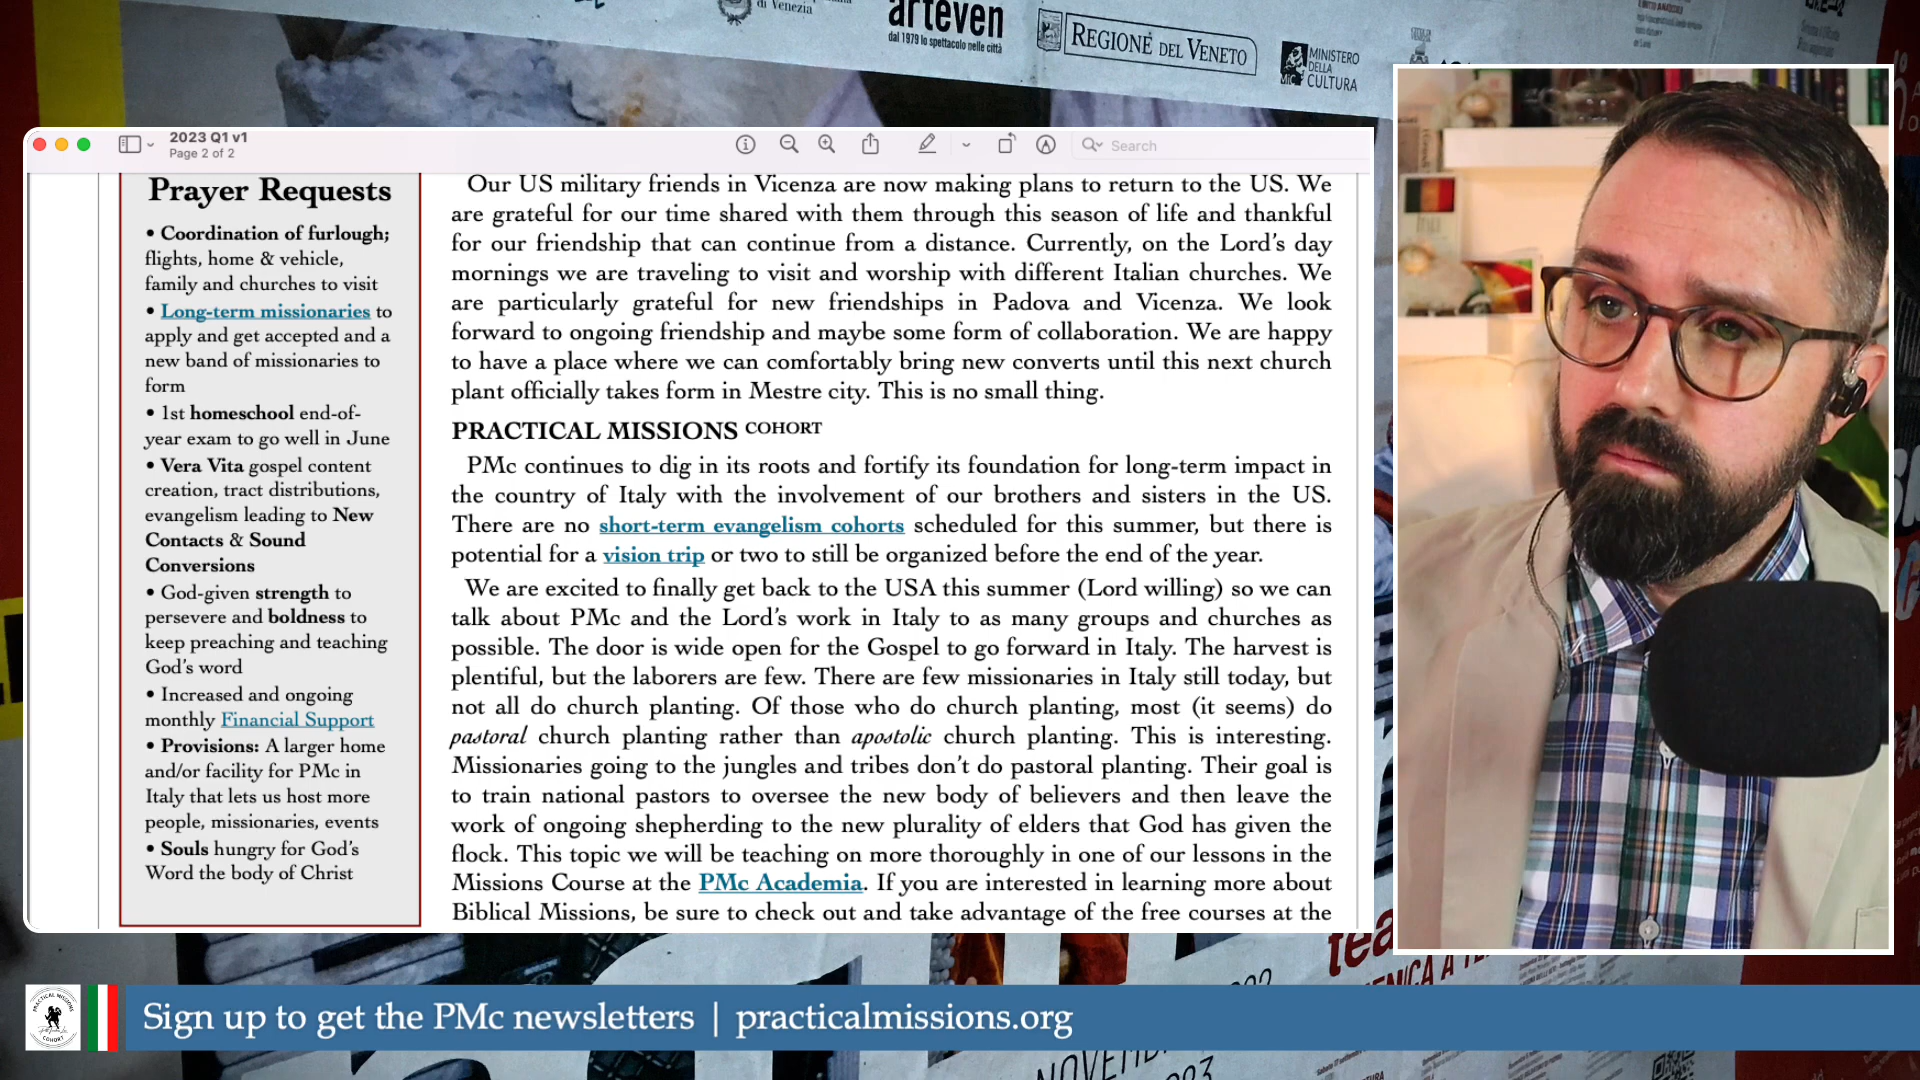 di Venezia
arteven
dal 1979 lo spettacolo nelle città
REGIONE DEL VENETO
MiC
MINISTERO
DELLA
CULTURA
2023 Q1 v1
Page 2 of 2
Search
Prayer Requests
• Coordination of furlough;
flights, home & vehicle,
family and churches to visit
• Long-term missionaries to
apply and get accepted and a
new band of missionaries to
form
• 1st homeschool end-of-
year exam to go well in June
• Vera Vita gospel content
creation, tract distributions,
evangelism leading to New
Contacts & Sound
Conversions
• God-given strength to
persevere and boldness to
keep preaching and teaching
God's word
• Increased and ongoing
monthly Financial Support
• Provisions: A larger home
and/or facility for PMc in
Italy that lets us host more
people, missionaries, events
• Souls hungry for God's
Word the body of Christ
Our US military friends in Vicenza are now making plans to return to the US. We
are grateful for our time shared with them through this season of life and thankful
for our friendship that can continue from a distance. Currently, on the Lord's day
mornings we are traveling to visit and worship with different Italian churches. We
are particularly grateful for new friendships in Padova and Vicenza. We look
forward to ongoing friendship and maybe some form of collaboration. We are happy
to have a place where we can comfortably bring new converts until this next church
plant officially takes form in Mestre city. This is no small thing.
PRACTICAL MISSIONS COHORT
PMc continues to dig in its roots and fortify its foundation for long-term impact in
the country of Italy with the involvement of our brothers and sisters in the US.
There are no short-term evangelism cohorts scheduled for this summer, but there is
potential for a vision trip or two to still be organized before the end of the year.
We are excited to finally get back to the USA this summer (Lord willing) so we can
talk about PMc and the Lord's work in Italy to as many groups and churches as
possible. The door is wide open for the Gospel to go forward in Italy. The harvest is
plentiful, but the laborers are few. There are few missionaries in Italy still today, but
not all do church planting. Of those who do church planting, most (it seems) do
pastoral church planting rather than apostolic church planting. This is interesting.
Missionaries going to the jungles and tribes don't do pastoral planting. Their goal is
to train national pastors to oversee the new body of believers and then leave the
work of ongoing shepherding to the new plurality of elders that God has given the
flock. This topic we will be teaching on more thoroughly in one of our lessons in the
Missions Course at the PMc Academia. If you are interested in learning more about
Biblical Missions, be sure to check out and take advantage of the free courses at the
PRACTICAL MISSIONS
COHORT
Sign up to get the PMc newsletters | practicalmissions.org